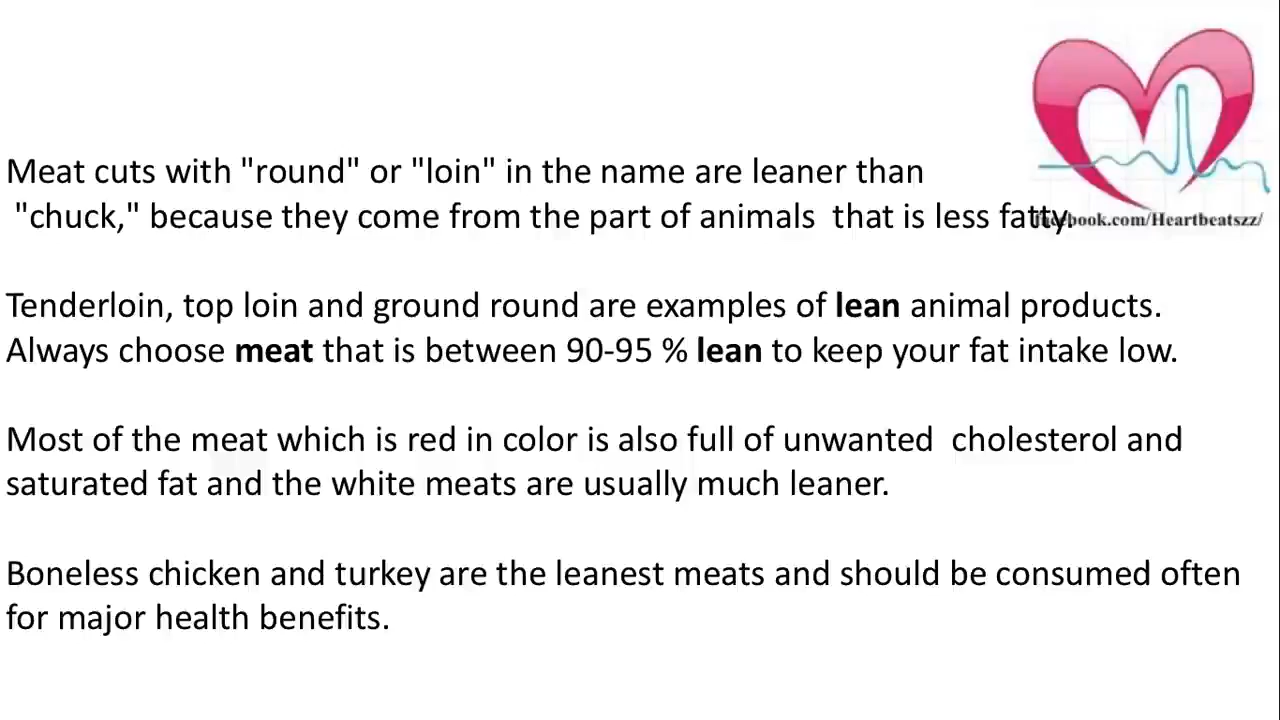 Meat cuts with "round" or "loin" in the name are leaner than
"chuck," because they come from the part of animals  that is less fatty.
facebook.com/Heartbeatszz/
Tenderloin, top loin and ground round are examples of lean animal products.
Always choose meat that is between 90-95 % lean to keep your fat intake low.
Most of the meat which is red in color is also full of unwanted  cholesterol and
saturated fat and the white meats are usually much leaner.
Boneless chicken and turkey are the leanest meats and should be consumed often
for major health benefits.